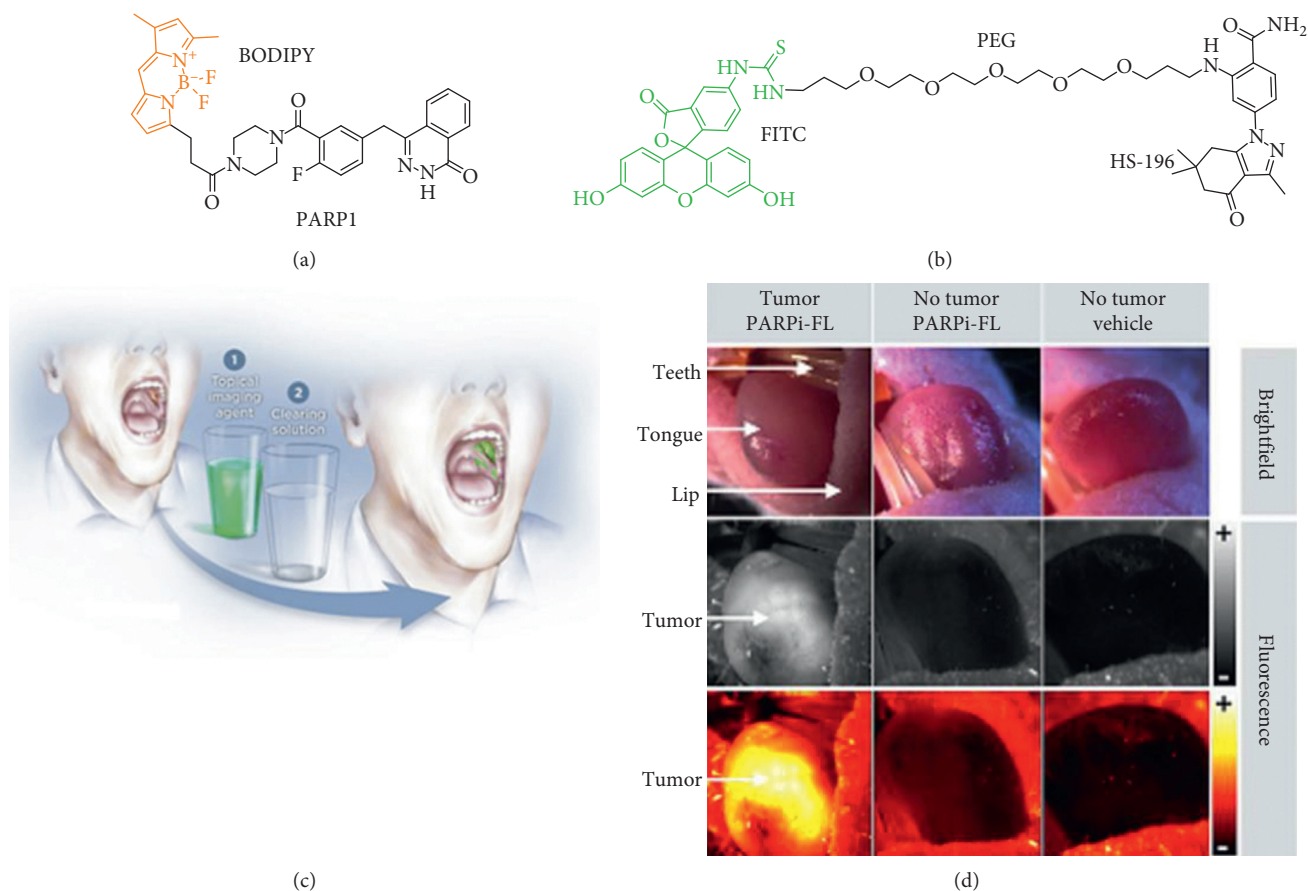 BODIPY
N+
B
F
N
F
O
N
N
O
F
N
NH
O
PARP1
(a)
PEG
O
NH2
S
H
N
HN
O
O
O
O
O
HN
O
O
FITC
N
N
HS-196
O
HO
O
OH
(b)
1
Topical
imaging
agent
2
Clearing
solution
(c)
Tumor
PARPi-FL
No tumor
PARPi-FL
No tumor
vehicle
Teeth
Tongue
Lip
Brightfield
Tumor
+
-
Tumor
+
-
Fluorescence
(d)